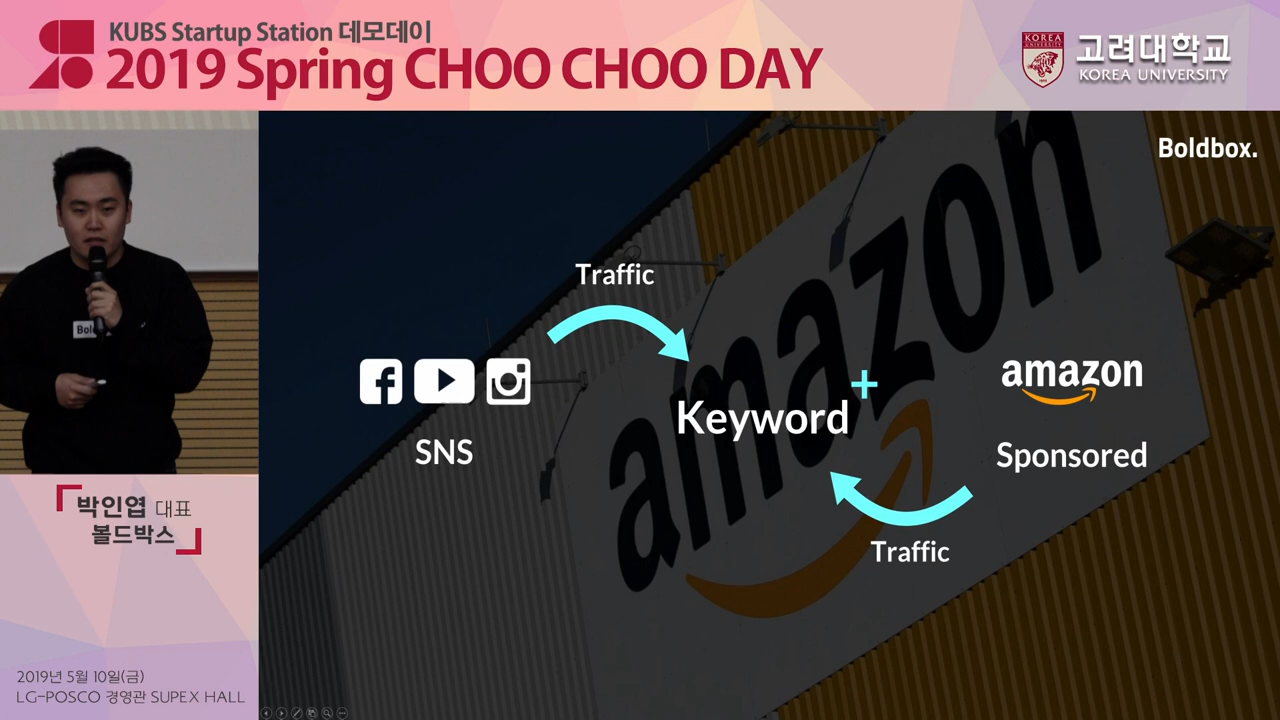 KUBS Startup Station 데모데이
2019 Spring CHOO CHOO DAY
KOREA
UNIVERSITY
고려대학교
KOREA UNIVERSITY
Boldbox.
amazon
Traffic
Keyword
+
SNS
amazon
Sponsored
Traffic
박인엽 대표
볼드박스
2019년 5월 10일(금)
LG-POSCO 경영관 SUPEX HALL